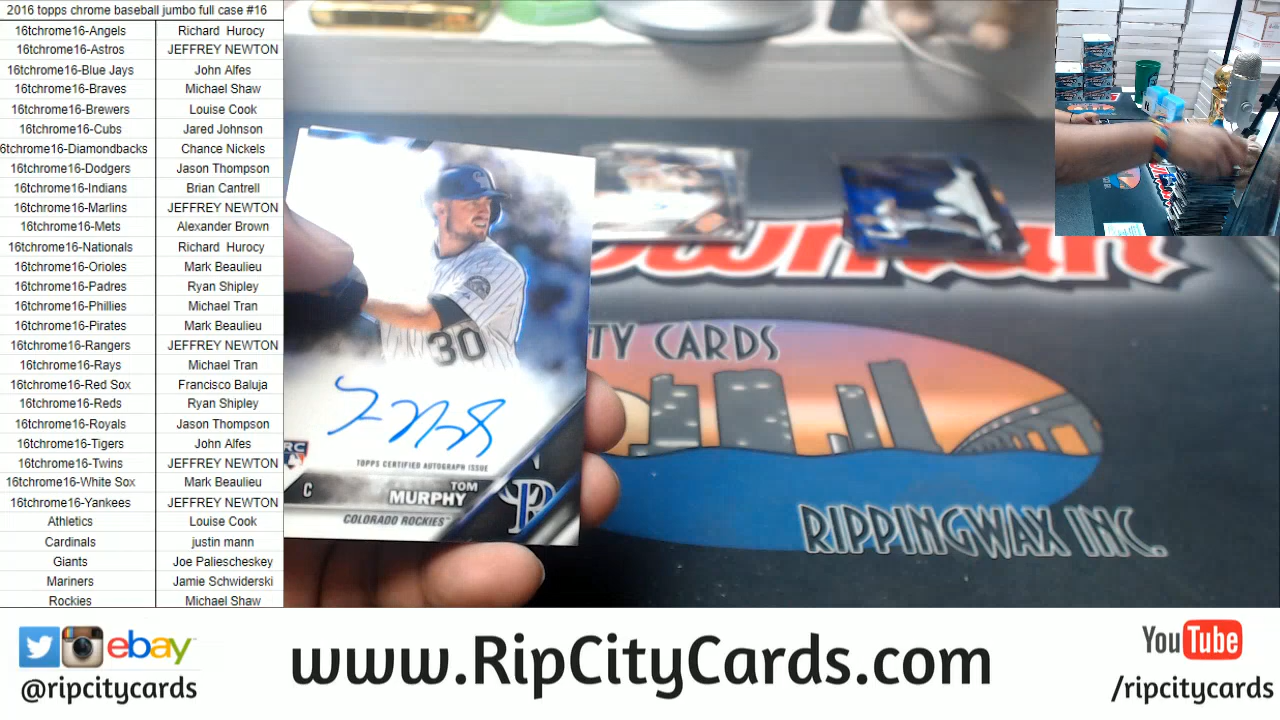 2016 topps chrome baseball jumbo full case #16
16tchrome16-Angels Richard Hurocy
16tchrome16-Astros JEFFREY NEWTON
16tchrome16-Blue Jays John Alfes
16tchrome16-Braves Michael Shaw
16tchrome16-Brewers Louise Cook
16tchrome16-Cubs Jared Johnson
6tchrome16-Diamondbacks Chance Nickels
16tchrome16-Dodgers Jason Thompson
16tchrome16-Indians Brian Cantrell
16tchrome16-Marlins JEFFREY NEWTON
16tchrome16-Mets Alexander Brown
16tchrome16-Nationals Richard Hurocy
16tchrome16-Orioles Mark Beaulieu
16tchrome16-Padres Ryan Shipley
16tchrome16-Phillies Michael Tran
16tchrome16-Pirates Mark Beaulieu
16tchrome16-Rangers JEFFREY NEWTON
16tchrome16-Rays Michael Tran
16tchrome16-Red Sox Francisco Baluja
16tchrome16-Reds Ryan Shipley
16tchrome16-Royals Jason Thompson
16tchrome16-Tigers John Alfes
16tchrome16-Twins JEFFREY NEWTON
16tchrome16-White Sox Mark Beaulieu
16tchrome16-Yankees JEFFREY NEWTON
Athletics Louise Cook
Cardinals justin mann
Giants Joe Paliescheskey
Mariners Jamie Schwiderski
Rockies Michael Shaw
30
RC
TOPPS CERTIFIED AUTOGRAPH ISSUE
C
TOM
MURPHY
COLORADO ROCKIES
owman
TY CARDS
RIPPINGWAX INC.
ebay
@ripcitycards
www.RipCityCards.com
YouTube
/ripcitycards